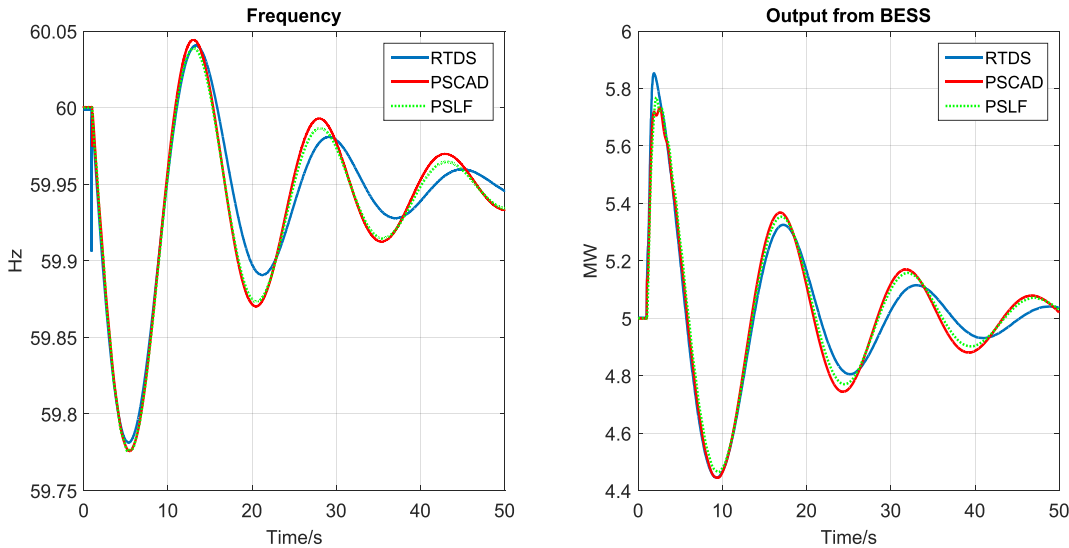 Frequency
60.05
60
59.95
59.9
59.85
59.8
59.75
Hz
0 10 20 30 40 50
Time/s
RTDS
PSCAD
PSLF
Output from BESS
6
5.8
5.6
5.4
5.2
5
4.8
4.6
4.4
MW
0 10 20 30 40 50
Time/s
RTDS
PSCAD
PSLF